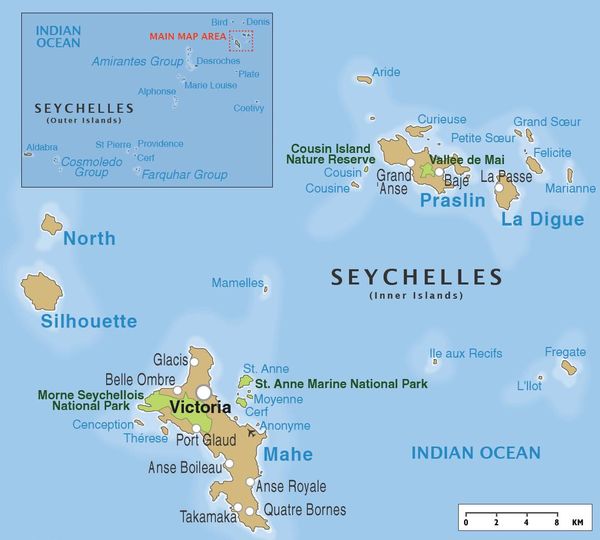 Bird
Denis
INDIAN
OCEAN
MAIN MAP AREA
Amirantes Group
Desroches
Plate
Marie Louise
Alphonse
SEYCHELLES
(Outer Islands)
Coetivy
St Pierre
Providence
Aldabra
Cerf
Cosmoledo
Group
Farquhar Group
Aride
Curieuse
Grand Sœur
Petite Sœur
Cousin Island
Nature Reserve
Vallée de Mai
Felicite
Cousin
Grand
'Anse
Baje
La Passe
Cousine
Marianne
Praslin
La Digue
North
Mamelles
SEYCHELLES
(Inner Islands)
Silhouette
Glacis
St. Anne
Ile aux Recifs
Fregate
Belle Ombre
St. Anne Marine National Park
L'Ilot
Morne Seychellois
National Park
Victoria
Moyenne
Cerf
Cenception
Anonyme
Thérese
Port Glaud
Mahe
INDIAN OCEAN
Anse Boileau
Anse Royale
Takamaka
Quatre Bornes
0 2 4 8 KM